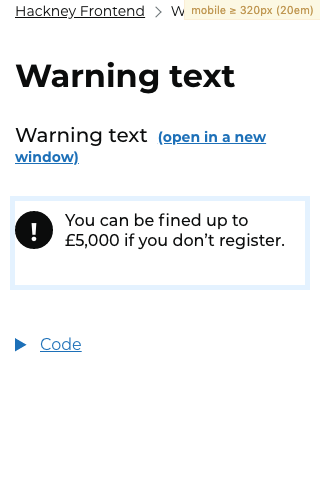 Hackney Frontend > W
mobile ≥ 320px (20em)
Warning text
Warning text (open in a new
window)
! You can be fined up to
£5,000 if you don’t register.
Code